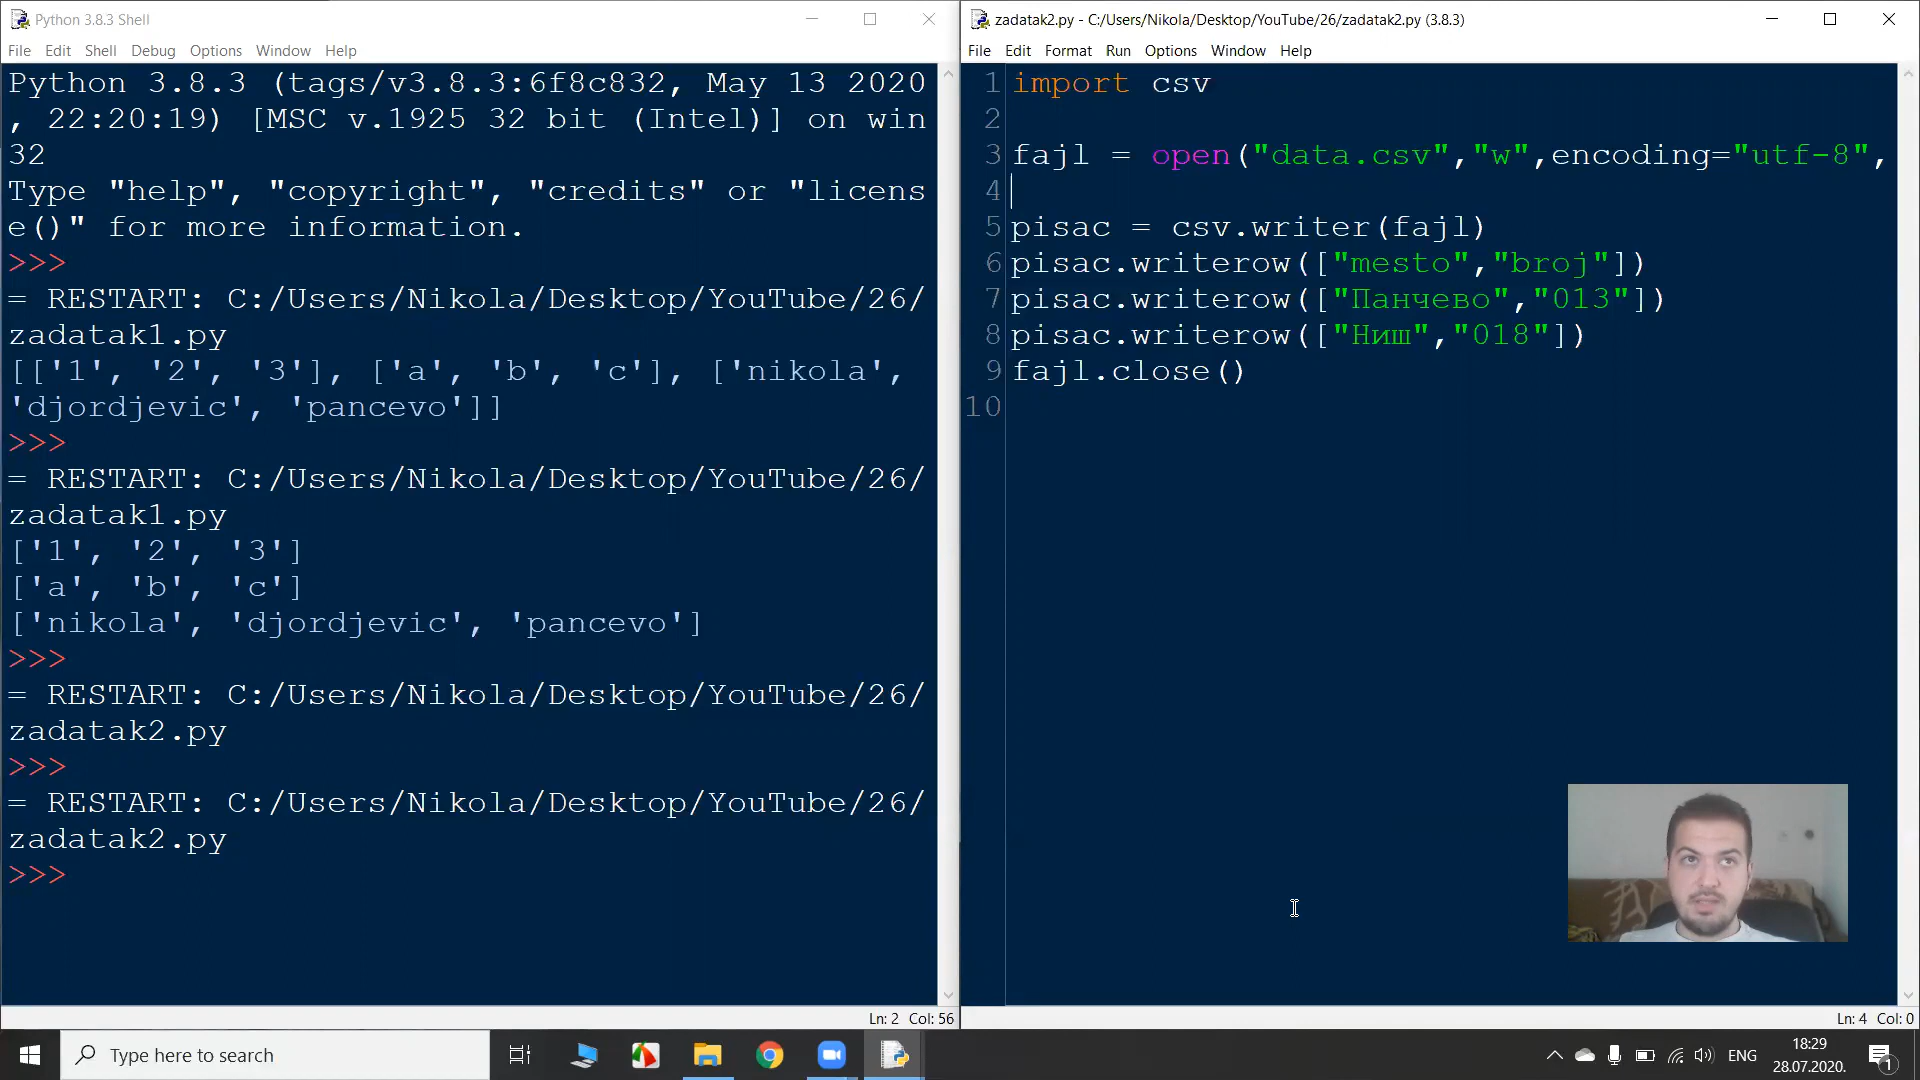 Python 3.8.3 Shell
File Edit Shell Debug Options Window Help
Python 3.8.3 (tags/v3.8.3:6f8c832, May 13 2020
, 22:20:19) [MSC v.1925 32 bit (Intel)] on win
32
Type "help", "copyright", "credits" or "licens
e()" for more information.
>>>
= RESTART: C:/Users/Nikola/Desktop/YouTube/26/
zadatak1.py
[['1', '2', '3'], ['a', 'b', 'c'], ['nikola',
'djordjevic', 'pancevo']]
>>>
= RESTART: C:/Users/Nikola/Desktop/YouTube/26/
zadatak1.py
['1', '2', '3']
['a', 'b', 'c']
['nikola', 'djordjevic', 'pancevo']
>>>
= RESTART: C:/Users/Nikola/Desktop/YouTube/26/
zadatak2.py
>>>
= RESTART: C:/Users/Nikola/Desktop/YouTube/26/
zadatak2.py
>>>
Ln: 2 Col: 56
zadatak2.py - C:/Users/Nikola/Desktop/YouTube/26/zadatak2.py (3.8.3)
File Edit Format Run Options Window Help
1 import csv
2
3 fajl = open("data.csv","w",encoding="utf-8",
4
5 pisac = csv.writer(fajl)
6 pisac.writerow(["mesto","broj"])
7 pisac.writerow(["Панчево","013"])
8 pisac.writerow(["Ниш","018"])
9 fajl.close()
10
Ln: 4 Col: 0
Type here to search
ENG
18:29
28.07.2020.
1